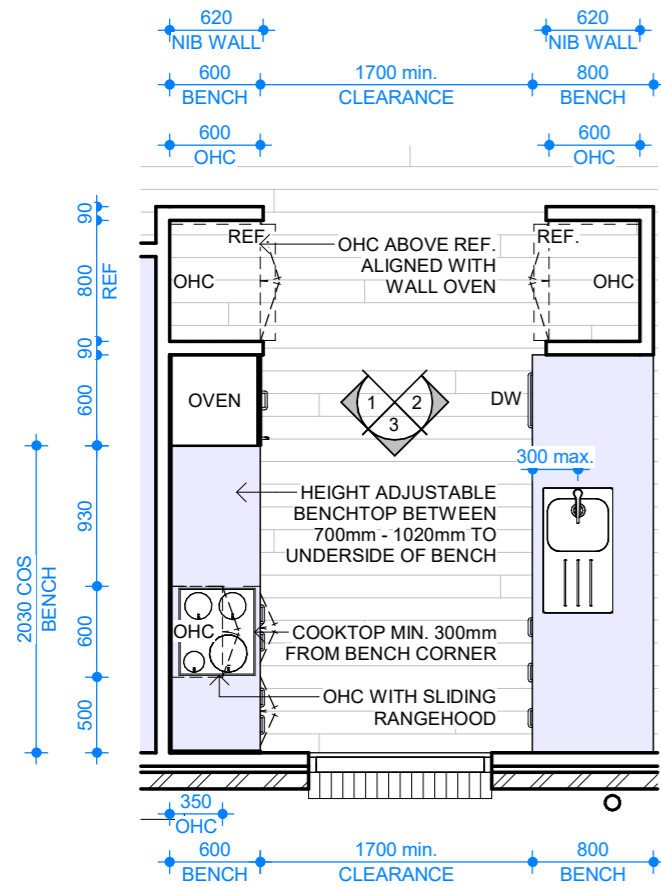 620
NIB WALL
620
NIB WALL
600
BENCH
1700 min.
CLEARANCE
800
BENCH
600
OHC
600
OHC
90
800
REF
90
600
930
600
500
2030 COS
BENCH
REF.
OHC
OHC ABOVE REF.
ALIGNED WITH
WALL OVEN
REF.
OHC
OVEN
1
2
3
DW
300 max.
HEIGHT ADJUSTABLE
BENCHTOP BETWEEN
700mm - 1020mm TO
UNDERSIDE OF BENCH
OHC
COOKTOP MIN. 300mm
FROM BENCH CORNER
OHC WITH SLIDING
RANGEHOOD
350
OHC
600
BENCH
1700 min.
CLEARANCE
800
BENCH